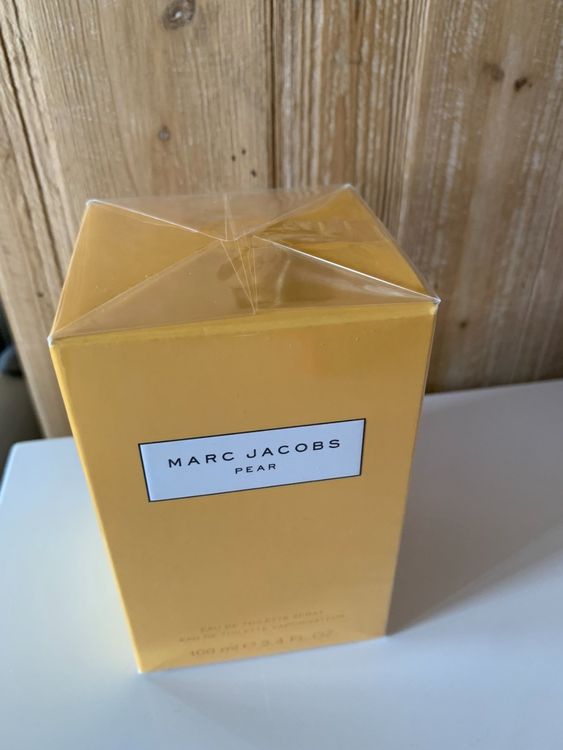 MARC JACOBS
PEAR
EAU DE TOILETTE SPRAY
EAU DE TOILETTE VAPORISATEUR
100 ml ℮ 3.4 FL. OZ.